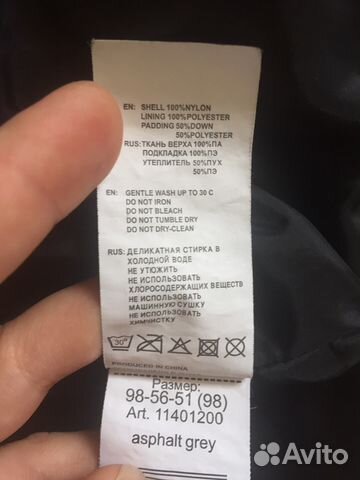 EN: SHELL 100%NYLON
LINING 100%POLYESTER
PADDING 50%DOWN
50%POLYESTER
RUS: ТКАНЬ ВЕРХА 100%ПА
ПОДКЛАДКА 100%ПЭ
УТЕПЛИТЕЛЬ 50%ПУХ
50%ПЭ
EN: GENTLE WASH UP TO 30 C
DO NOT IRON
DO NOT BLEACH
DO NOT TUMBLE DRY
DO NOT DRY-CLEAN
RUS: ДЕЛИКАТНАЯ СТИРКА В
ХОЛОДНОЙ ВОДЕ
НЕ УТЮЖИТЬ
НЕ ИСПОЛЬЗОВАТЬ
ХЛОРОСОДЕРЖАЩИХ ВЕЩЕСТВ
НЕ ИСПОЛЬЗОВАТЬ
МАШИННУЮ СУШКУ
НЕ ИСПОЛЬЗОВАТЬ
ХИМЧИСТКУ
30°
PRODUCED IN CHINA
Размер:
98-56-51 (98)
Art. 11401200
asphalt grey
Avito